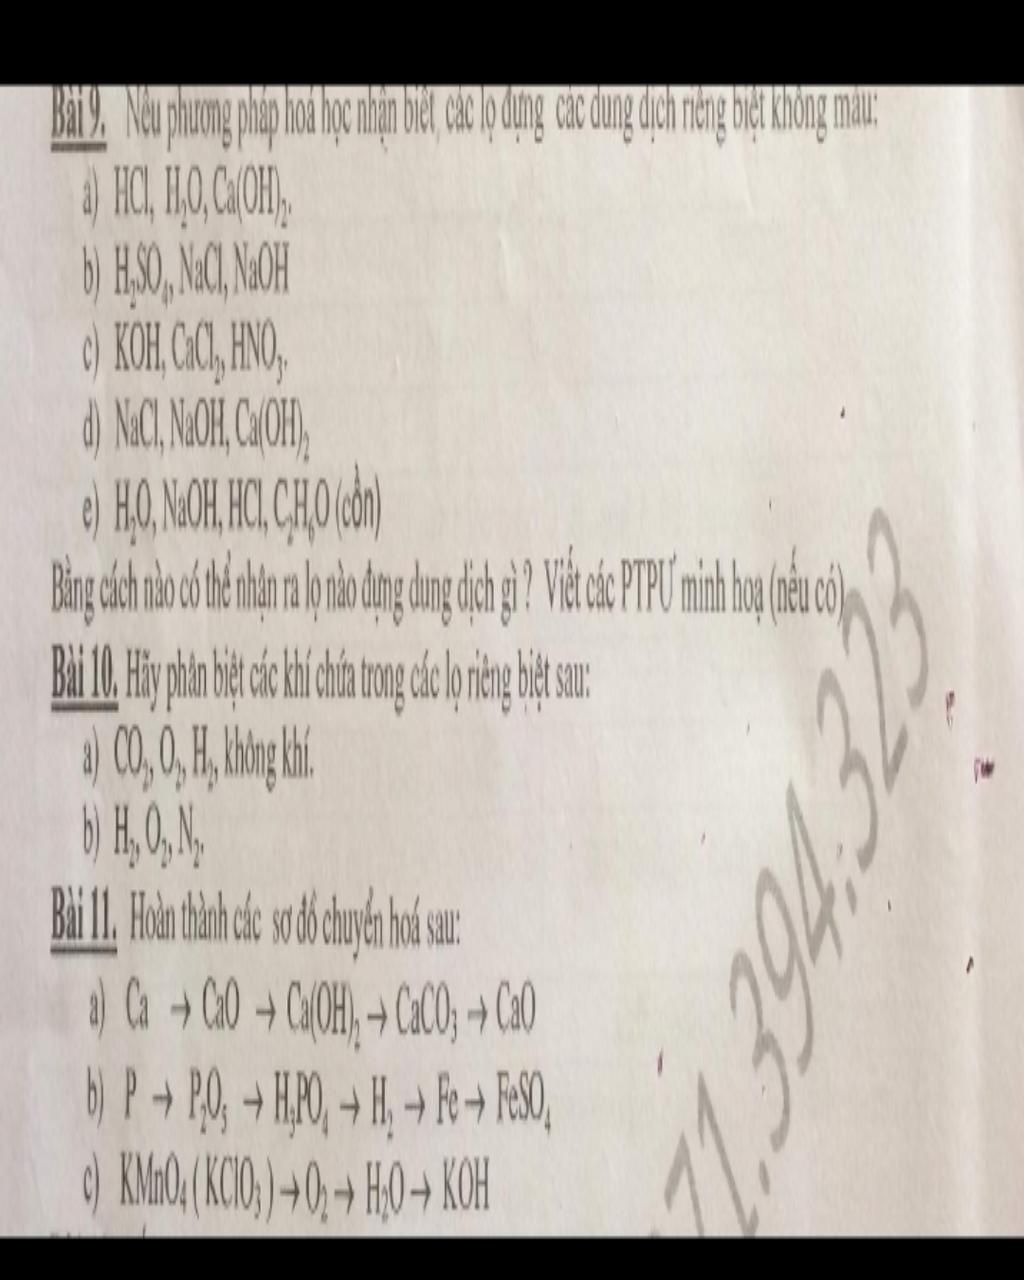 Bài 9. Nêu phương pháp hoá học nhận biết các lọ đựng các dung dịch riêng biệt không màu:
a) HCl, H₂O, Ca(OH)₂.
b) H₂SO₄, NaCl, NaOH
c) KOH, CaCl₂, HNO₃.
d) NaCl, NaOH, Ca(OH)₂
e) H₂O, NaOH, HCl, C₂H₆O (cồn)
Bằng cách nào có thể nhận ra lọ nào đựng dung dịch gì ? Viết các PTPƯ minh hoạ (nếu có)
Bài 10. Hãy phân biệt các khí chứa trong các lọ riêng biệt sau:
a) CO₂, O₂, H₂, không khí.
b) H₂, O₂, N₂.
Bài 11. Hoàn thành các sơ đồ chuyển hoá sau:
a) Ca → CaO → Ca(OH)₂ → CaCO₃ → CaO
b) P → P₂O₅ → H₃PO₄ → H₂ → Fe → FeSO₄
c) KMnO₄ ( KClO₃ ) → O₂ → H₂O → KOH
71.394.323